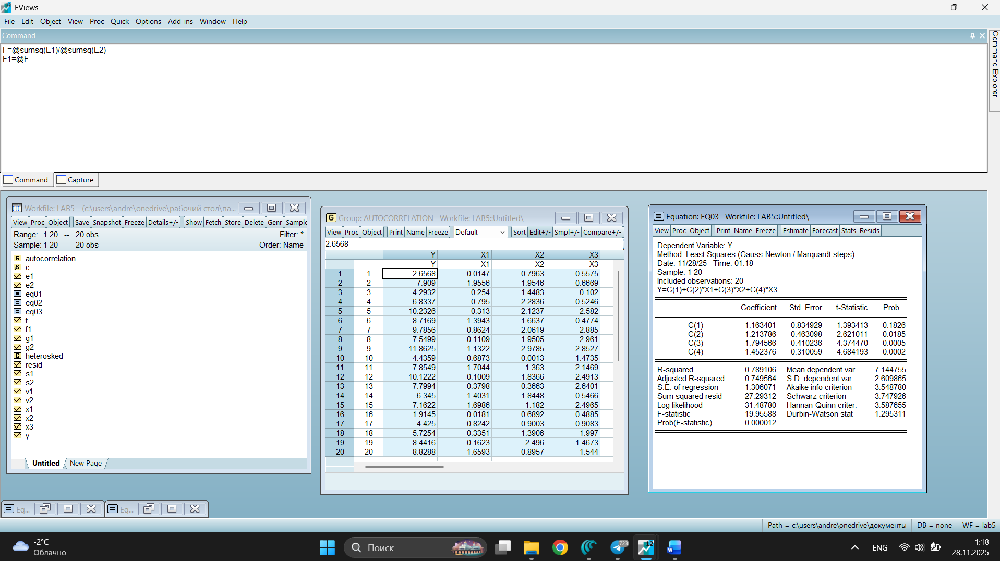 EViews
File Edit Object View Proc Quick Options Add-ins Window Help
Command
F=@sumsq(E1)/@sumsq(E2)
F1=@F
Command Explorer
Command Capture
Workfile: LAB5 - (c:\users\andre\onedrive\рабочий стол\па...
View Proc Object Save Snapshot Freeze Details+/- Show Fetch Store Delete Genr Sample
Range: 1 20 -- 20 obs Filter: *
Sample: 1 20 -- 20 obs Order: Name
autocorrelation
c
e1
e2
eq01
eq02
eq03
f
f1
g1
g2
heterosked
resid
s1
s2
v1
v2
x1
x2
x3
y
Untitled New Page
Group: AUTOCORRELATION Workfile: LAB5::Untitled\
View Proc Object Print Name Freeze Default Sort Edit+/- Smpl+/- Compare+/-
2.6568
Y X1 X2 X3
Y X1 X2 X3
1 1 2.6568 0.0147 0.7963 0.5575
2 2 7.909 1.9556 1.9546 0.6669
3 3 4.2932 0.254 1.4483 0.102
4 4 6.8337 0.795 2.2836 0.5246
5 5 10.2326 0.313 2.1237 2.582
6 6 8.7169 1.3943 1.6637 0.4774
7 7 9.7856 0.8624 2.0619 2.885
8 8 7.5499 0.1109 1.9505 2.961
9 9 11.8625 1.1322 2.9785 2.8527
10 10 4.4359 0.6873 0.0013 1.4735
11 11 7.8549 1.7044 1.363 2.1469
12 12 10.1222 0.1009 1.8366 2.4913
13 13 7.7994 0.3798 0.3663 2.6401
14 14 6.345 1.4031 1.8448 0.5466
15 15 7.1622 1.6986 1.182 2.4965
16 16 1.9145 0.0181 0.6892 0.4885
17 17 4.425 0.8242 0.9003 0.9083
18 18 5.7254 0.3351 1.3906 1.997
19 19 8.4416 0.1623 2.496 1.4673
20 20 8.8288 1.6593 0.8957 1.544
Equation: EQ03 Workfile: LAB5::Untitled\
View Proc Object Print Name Freeze Estimate Forecast Stats Resids
Dependent Variable: Y
Method: Least Squares (Gauss-Newton / Marquardt steps)
Date: 11/28/25 Time: 01:18
Sample: 1 20
Included observations: 20
Y=C(1)+C(2)*X1+C(3)*X2+C(4)*X3
Coefficient Std. Error t-Statistic Prob.
C(1) 1.163401 0.834929 1.393413 0.1826
C(2) 1.213786 0.463098 2.621011 0.0185
C(3) 1.794566 0.410236 4.374470 0.0005
C(4) 1.452376 0.310059 4.684193 0.0002
R-squared 0.789106 Mean dependent var 7.144755
Adjusted R-squared 0.749564 S.D. dependent var 2.609865
S.E. of regression 1.306071 Akaike info criterion 3.548780
Sum squared resid 27.29312 Schwarz criterion 3.747926
Log likelihood -31.48780 Hannan-Quinn criter. 3.587655
F-statistic 19.95588 Durbin-Watson stat 1.295311
Prob(F-statistic) 0.000012
Eq... Eq...
Path = c:\users\andre\onedrive\документы DB = none WF = lab5
-2°C
Облачно
Поиск
723
12
ENG
1:18
28.11.2025